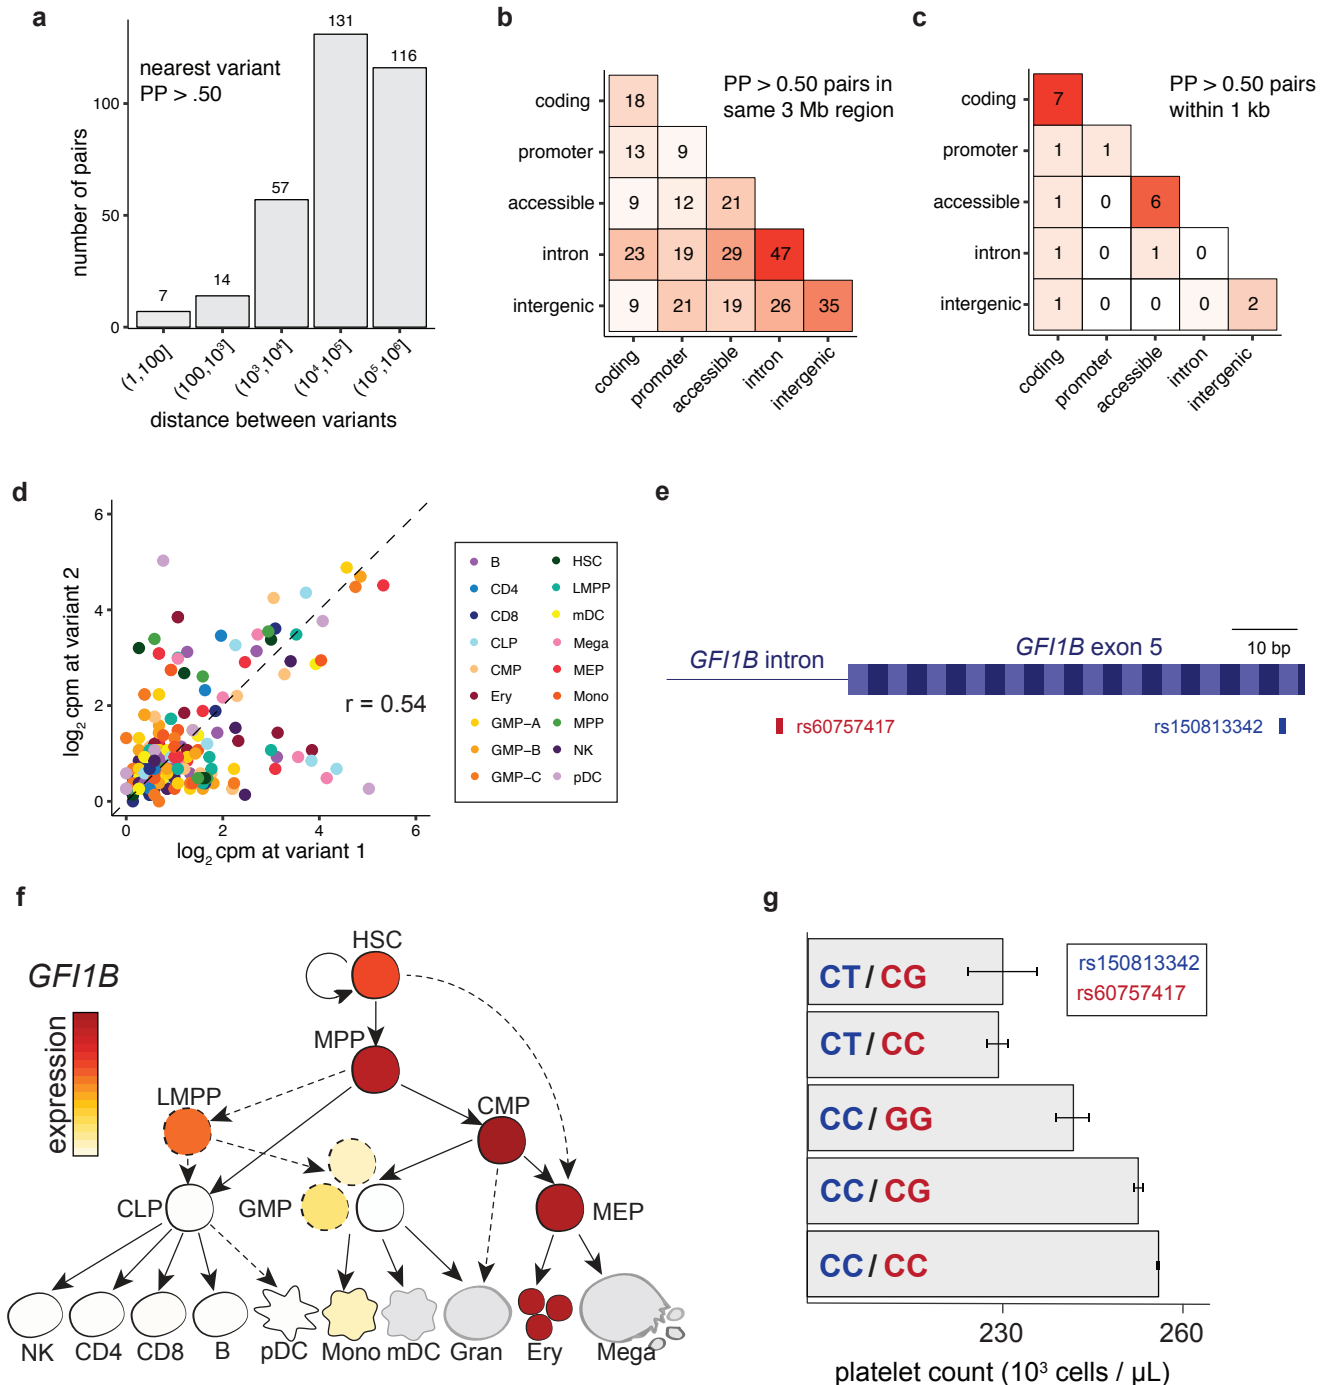 a
131
116
nearest variant
PP > .50
100
57
50
14
7
0
number of pairs
(1,100]
(100,10³]
(10³,10⁴]
(10⁴,10⁵]
(10⁵,10⁶]
distance between variants
b
PP > 0.50 pairs in
same 3 Mb region
coding 18
promoter 13 9
accessible 9 12 21
intron 23 19 29 47
intergenic 9 21 19 26 35
coding promoter accessible intron intergenic
c
PP > 0.50 pairs
within 1 kb
coding 7
promoter 1 1
accessible 1 0 6
intron 1 0 1 0
intergenic 1 0 0 0 2
coding promoter accessible intron intergenic
d
6
4
2
0
log₂ cpm at variant 2
r = 0.54
0 2 4 6
log₂ cpm at variant 1
B HSC
CD4 LMPP
CD8 mDC
CLP Mega
CMP MEP
Ery Mono
GMP−A MPP
GMP−B NK
GMP−C pDC
e
GFI1B intron
GFI1B exon 5
10 bp
rs60757417
rs150813342
f
GFI1B
expression
HSC
MPP
LMPP
CMP
CLP
GMP
MEP
NK CD4 CD8 B pDC Mono mDC Gran Ery Mega
g
rs150813342
rs60757417
CT / CG
CT / CC
CC / GG
CC / CG
CC / CC
230 260
platelet count (10³ cells / µL)